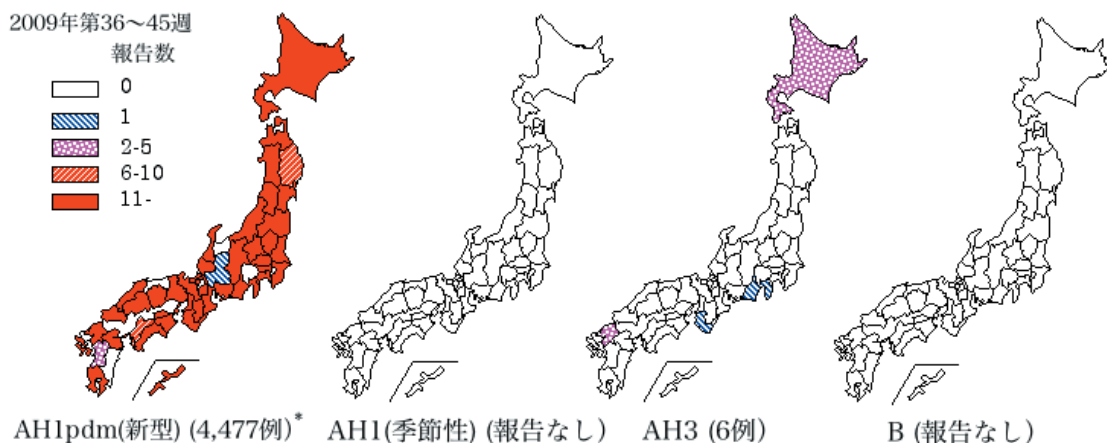 2009年第36～45週
報告数
0
1
2-5
6-10
11-
AH1pdm(新型) (4,477例)*
AH1(季節性) (報告なし)
AH3 (6例)
B (報告なし)